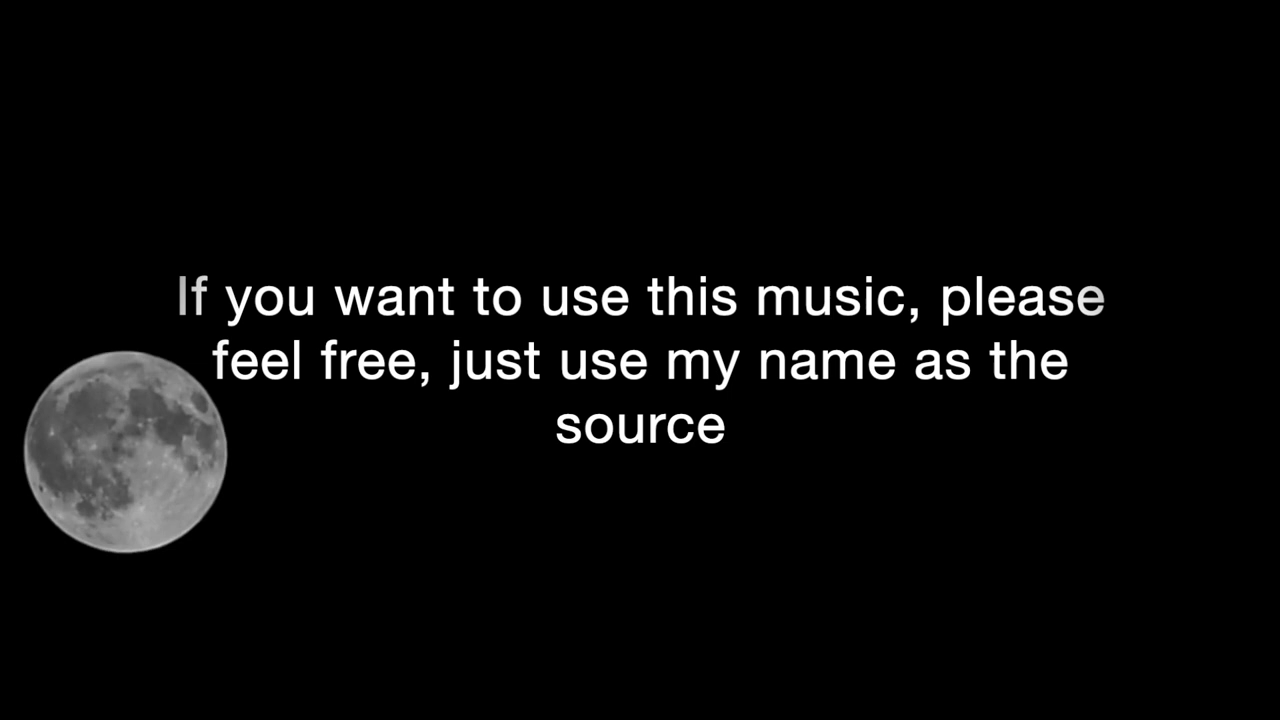 If you want to use this music, please
feel free, just use my name as the
source